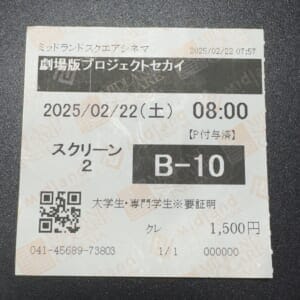 ミッドランドスクエアシネマ 2025/02/22 07:57
劇場版プロジェクトセカイ
2025/02/22(土) 08:00
【P付与済】
スクリーン
2
B-10
大学生・専門学生※要証明
クレ 1,500円
041-45689-73803 1/1 000000